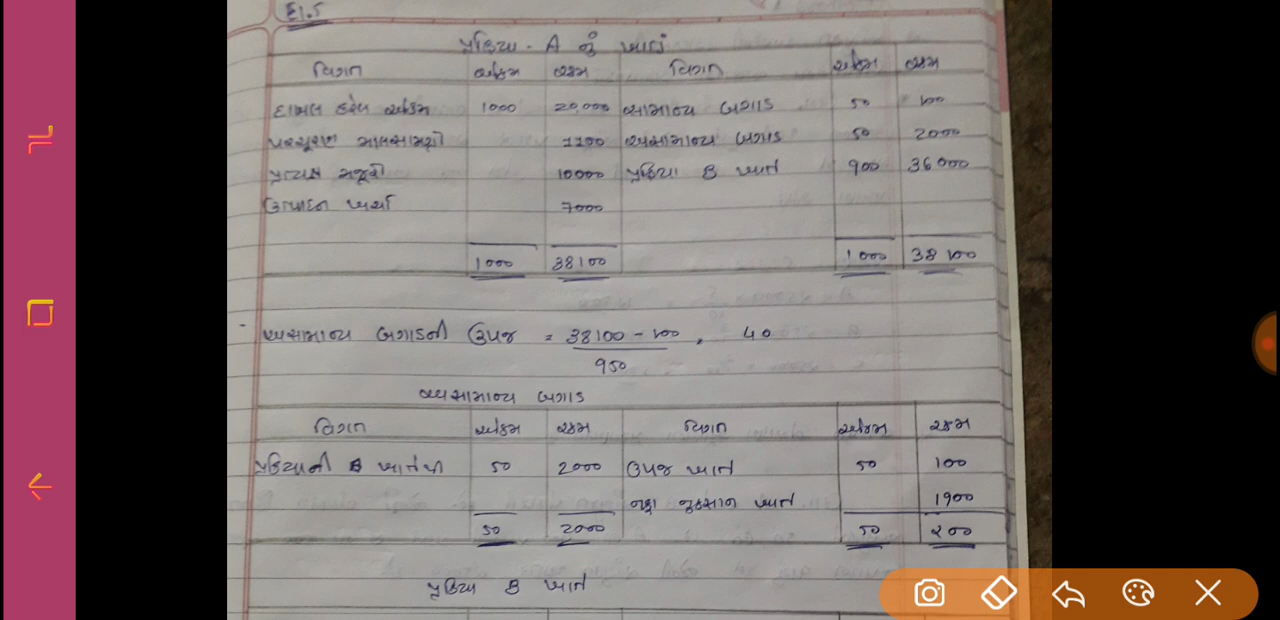 દા.5
પ્રક્રિયા - A નું ખાતું
વિગત એકમ રકમ વિગત એકમ રકમ
દાખલ કરેલ એકમ 1000 20,000 સામાન્ય બગાડ 50 100
પરચૂરણ માલસામગ્રી 1100 અસામાન્ય બગાડ 50 2000
પ્રત્યક્ષ મજૂરી 10000 પ્રક્રિયા B ખાતે 900 36000
ઉત્પાદન ખર્ચા 7000
1000 38100 1000 38100
અસામાન્ય બગાડની ઉપજ = 38100 - 100 , 40
950
અસામાન્ય બગાડ
વિગત એકમ રકમ વિગત એકમ રકમ
પ્રક્રિયાની B ખાતેથી 50 2000 ઉપજ ખાતે 50 100
નફા નુકસાન ખાતે 1900
50 2000 50 200
પ્રક્રિયા B ખાતે